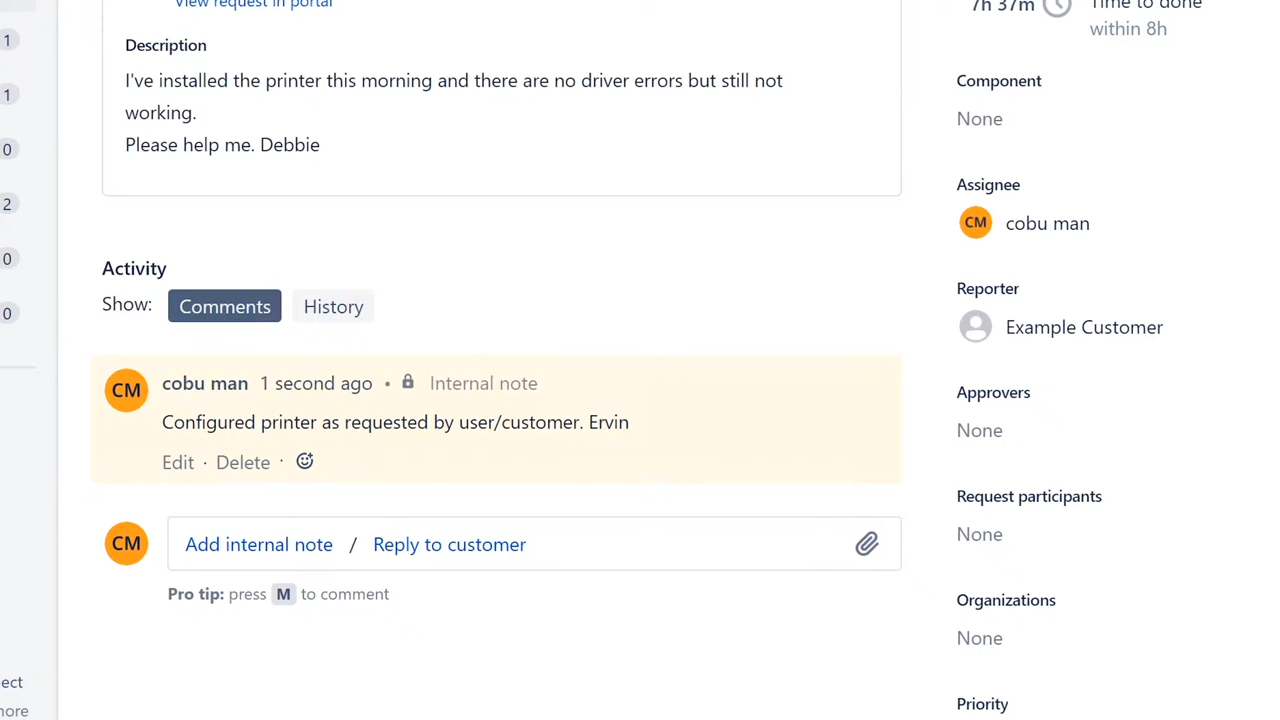 View request in portal
7h 37m Time to done
within 8h
1
Description
I've installed the printer this morning and there are no driver errors but still not
working.
Please help me. Debbie
Component
None
1
0
Assignee
CM cobu man
2
Activity
0
Show: Comments History
0
Reporter
Example Customer
CM cobu man 1 second ago • Internal note
Configured printer as requested by user/customer. Ervin
Edit · Delete ·
Approvers
None
CM Add internal note / Reply to customer
Pro tip: press M to comment
Request participants
None
Organizations
None
ect
more
Priority